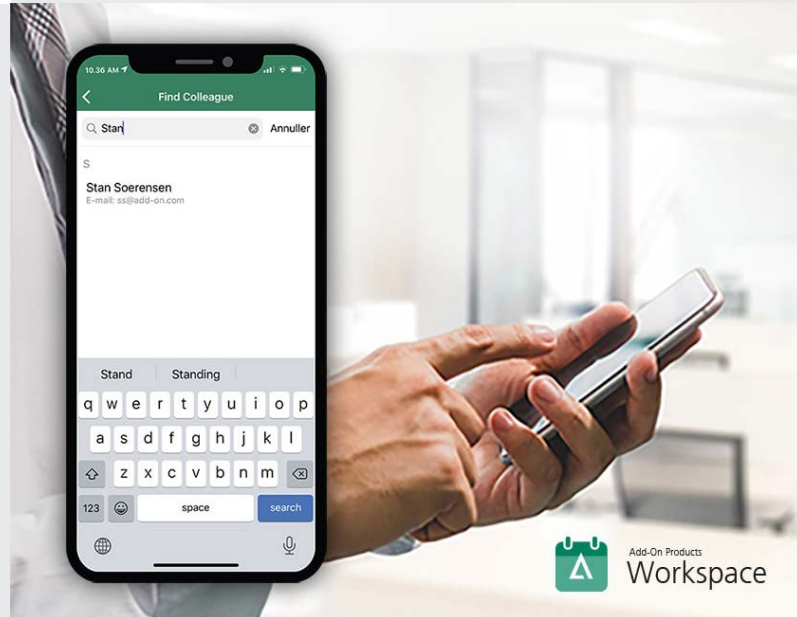 10.36 AM
Find Colleague
Stan
Annuller
S
Stan Soerensen
E-mail: ss@add-on.com
Stand Standing
q w e r t y u i o p
a s d f g h j k l
z x c v b n m
123 space search
Add-On Products
Workspace